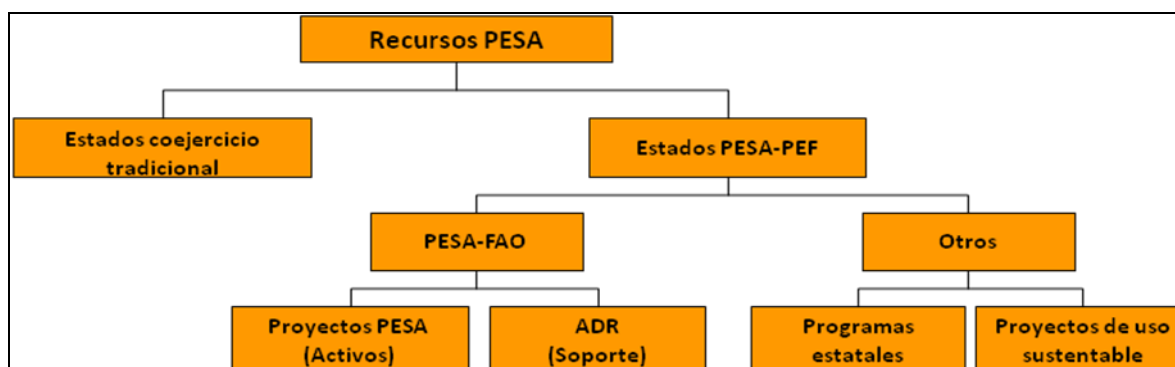 Recursos PESA
Estados coejercicio
tradicional
Estados PESA-PEF
PESA-FAO
Otros
Proyectos PESA
(Activos)
ADR
(Soporte)
Programas
estatales
Proyectos de uso
sustentable